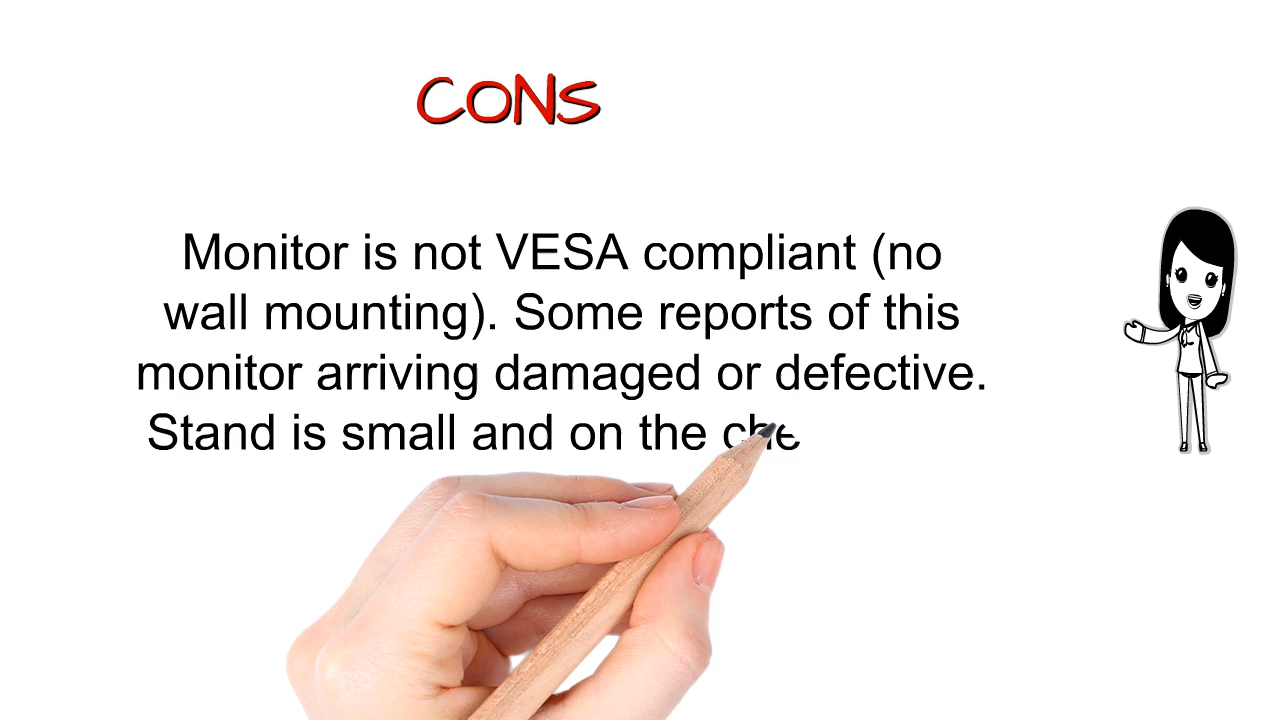 CONS
Monitor is not VESA compliant (no
wall mounting). Some reports of this
monitor arriving damaged or defective.
Stand is small and on the